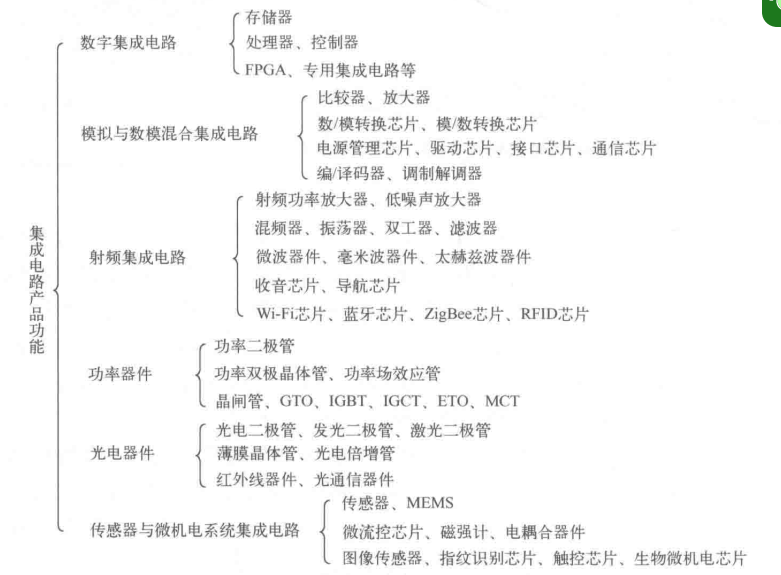 集成电路产品功能
数字集成电路
存储器
处理器、控制器
FPGA、专用集成电路等
模拟与数模混合集成电路
比较器、放大器
数/模转换芯片、模/数转换芯片
电源管理芯片、驱动芯片、接口芯片、通信芯片
编/译码器、调制解调器
射频集成电路
射频功率放大器、低噪声放大器
混频器、振荡器、双工器、滤波器
微波器件、毫米波器件、太赫兹波器件
收音芯片、导航芯片
Wi-Fi芯片、蓝牙芯片、ZigBee芯片、RFID芯片
功率器件
功率二极管
功率双极晶体管、功率场效应管
晶闸管、GTO、IGBT、IGCT、ETO、MCT
光电器件
光电二极管、发光二极管、激光二极管
薄膜晶体管、光电倍增管
红外线器件、光通信器件
传感器与微机电系统集成电路
传感器、MEMS
微流控芯片、磁强计、电耦合器件
图像传感器、指纹识别芯片、触控芯片、生物微机电芯片